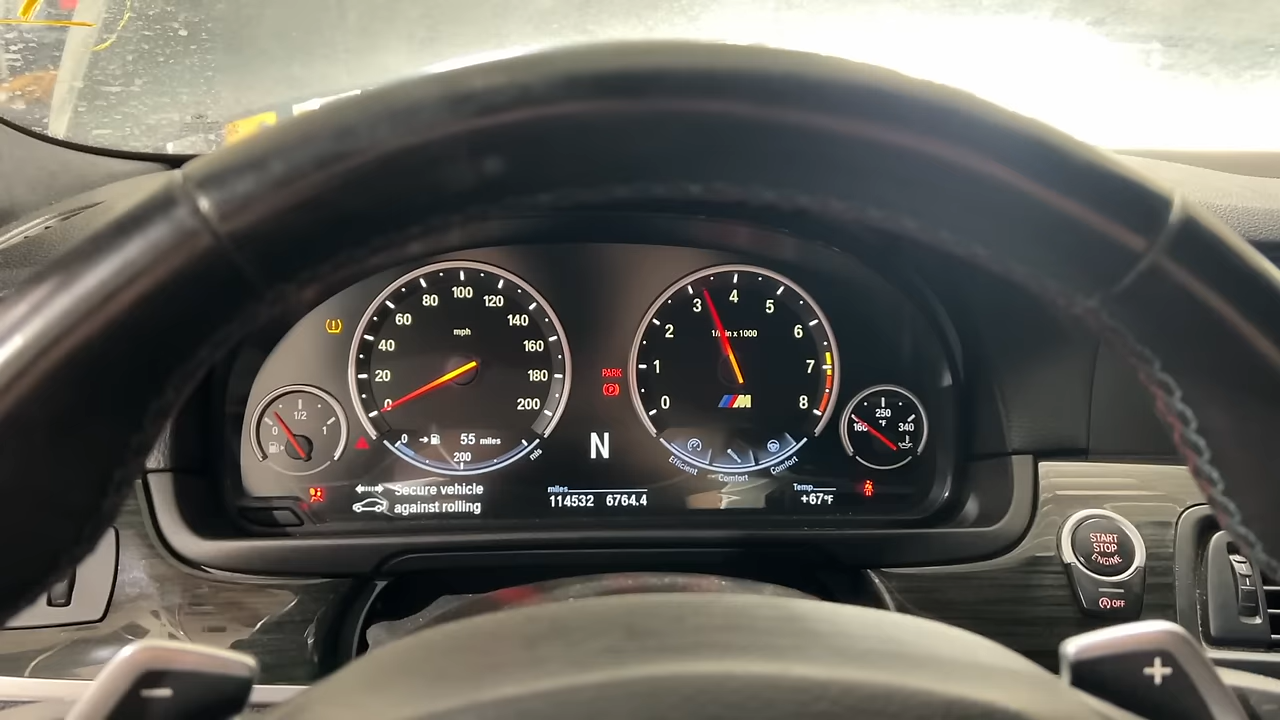 100
80
120
60
140
mph
40
160
20
180
0
200
0
55 miles
200
mls
3
4
5
2
6
1/min x 1000
1
7
0
8
M
Efficient
Comfort
Comfort
PARK
P
N
0
1/2
1
250
°F
160
340
Secure vehicle
against rolling
miles
114532 6764.4
Temp
+67°F
START
STOP
ENGINE
A OFF
−
+